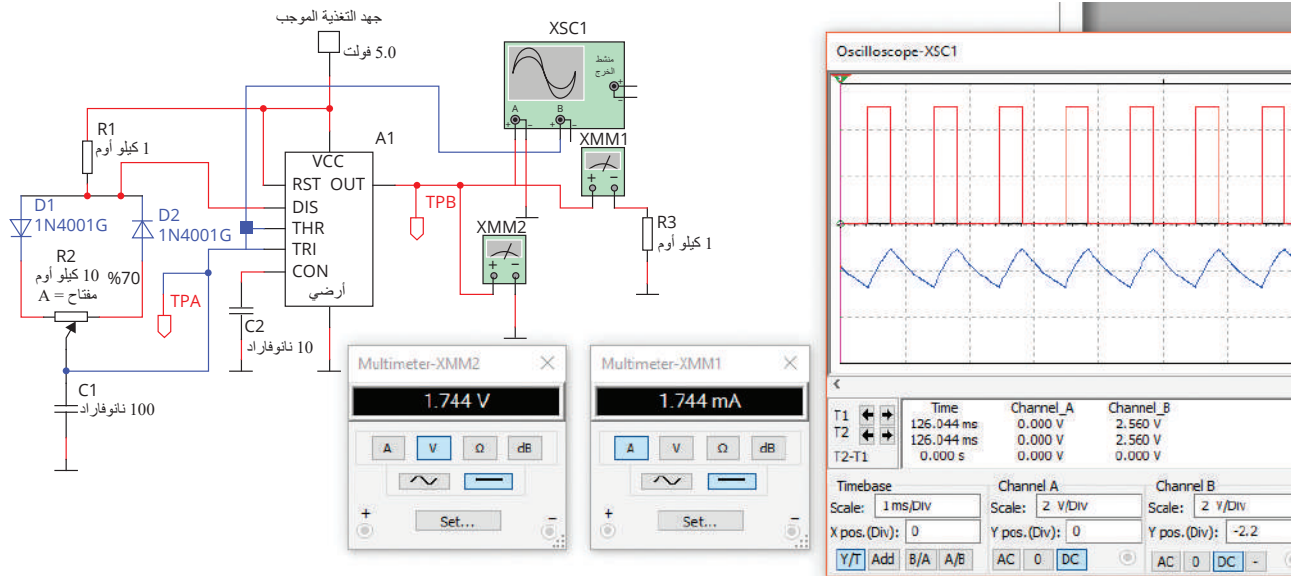 جهد التغذية الموجب
5.0 فولت
R1
1 كيلو أوم
D1
1N4001G
D2
1N4001G
R2
10 كيلو أوم
%70
مفتاح = A
TPA
C1
100 نانوفاراد
C2
10 نانوفاراد
A1
VCC
RST OUT
DIS
THR
TRI
CON
أرضي
TPB
XSC1
منشط
الخرج
A
B
XMM1
XMM2
R3
1 كيلو أوم
Multimeter-XMM2
1.744 V
A V Ω dB
Set...
Multimeter-XMM1
1.744 mA
A V Ω dB
Set...
Oscilloscope-XSC1
Time Channel_A Channel_B
T1 126.044 ms 0.000 V 2.560 V
T2 126.044 ms 0.000 V 2.560 V
T2-T1 0.000 s 0.000 V 0.000 V
Timebase
Scale: 1ms/Div
X pos.(Div): 0
Y/T Add B/A A/B
Channel A
Scale: 2 V/Div
Y pos.(Div): 0
AC 0 DC
Channel B
Scale: 2 V/Div
Y pos.(Div): -2.2
AC 0 DC -